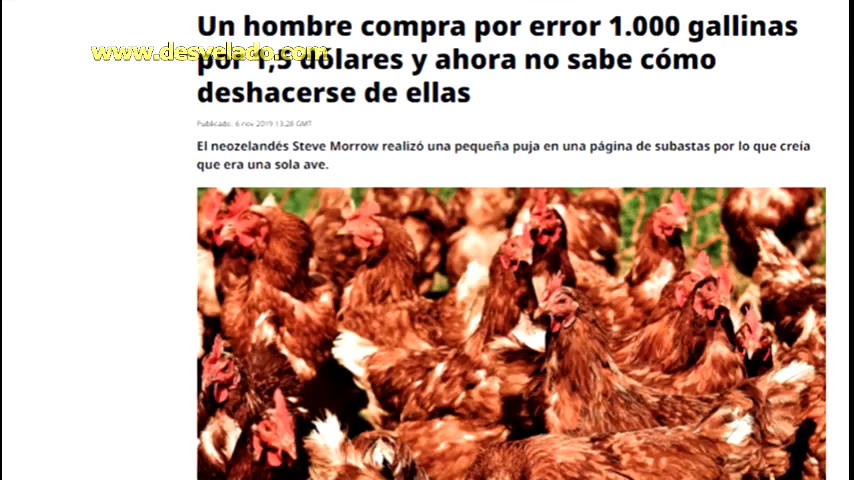 Un hombre compra por error 1.000 gallinas
www.desvelado.com
por 1,5 dólares y ahora no sabe cómo
deshacerse de ellas
Publicado: 6 nov 2019 13:28 GMT
El neozelandés Steve Morrow realizó una pequeña puja en una página de subastas por lo que creía
que era una sola ave.